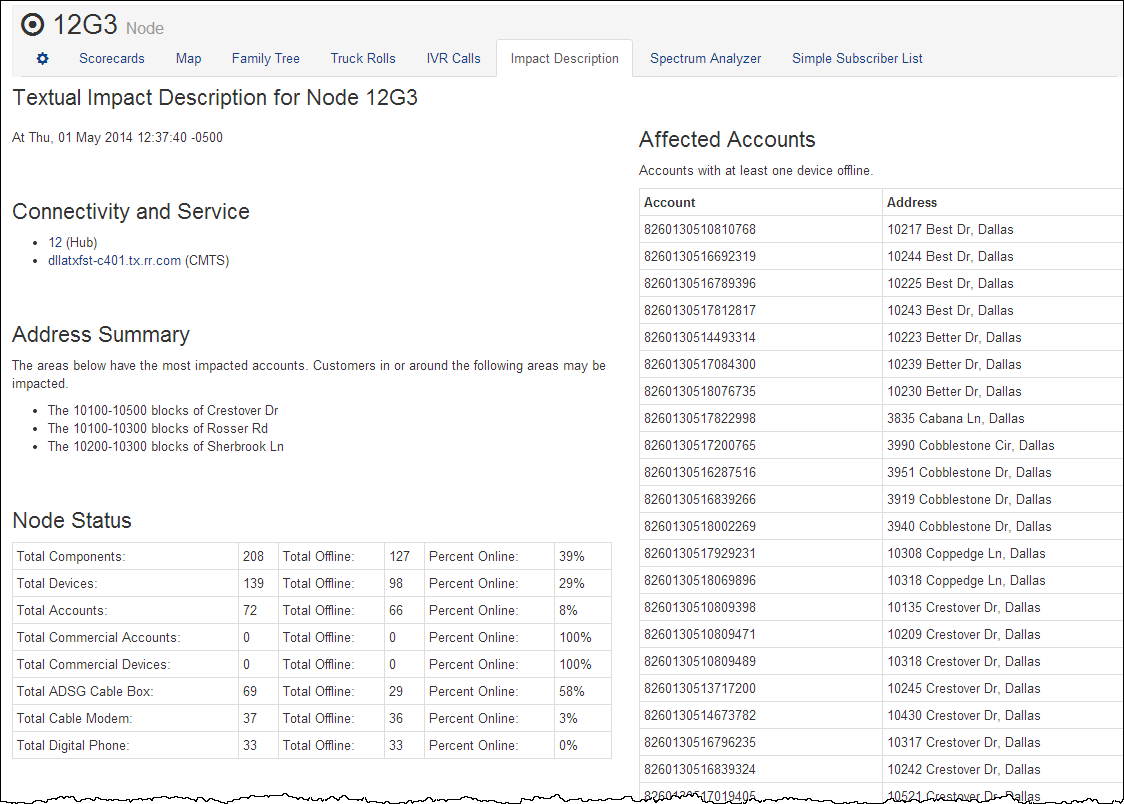 12G3 Node
Scorecards Map Family Tree Truck Rolls IVR Calls Impact Description Spectrum Analyzer Simple Subscriber List
Textual Impact Description for Node 12G3
At Thu, 01 May 2014 12:37:40 -0500
Connectivity and Service
12 (Hub)
dllatxfst-c401.tx.rr.com (CMTS)
Address Summary
The areas below have the most impacted accounts. Customers in or around the following areas may be
impacted.
The 10100-10500 blocks of Crestover Dr
The 10100-10300 blocks of Rosser Rd
The 10200-10300 blocks of Sherbrook Ln
Node Status
Total Components: 208 Total Offline: 127 Percent Online: 39%
Total Devices: 139 Total Offline: 98 Percent Online: 29%
Total Accounts: 72 Total Offline: 66 Percent Online: 8%
Total Commercial Accounts: 0 Total Offline: 0 Percent Online: 100%
Total Commercial Devices: 0 Total Offline: 0 Percent Online: 100%
Total ADSG Cable Box: 69 Total Offline: 29 Percent Online: 58%
Total Cable Modem: 37 Total Offline: 36 Percent Online: 3%
Total Digital Phone: 33 Total Offline: 33 Percent Online: 0%
Affected Accounts
Accounts with at least one device offline.
Account Address
8260130510810768 10217 Best Dr, Dallas
8260130516692319 10244 Best Dr, Dallas
8260130516789396 10225 Best Dr, Dallas
8260130517812817 10243 Best Dr, Dallas
8260130514493314 10223 Better Dr, Dallas
8260130517084300 10239 Better Dr, Dallas
8260130518076735 10230 Better Dr, Dallas
8260130517822998 3835 Cabana Ln, Dallas
8260130517200765 3990 Cobblestone Cir, Dallas
8260130516287516 3951 Cobblestone Dr, Dallas
8260130516839266 3919 Cobblestone Dr, Dallas
8260130518002269 3940 Cobblestone Dr, Dallas
8260130517929231 10308 Coppedge Ln, Dallas
8260130518069896 10318 Coppedge Ln, Dallas
8260130510809398 10135 Crestover Dr, Dallas
8260130510809471 10209 Crestover Dr, Dallas
8260130510809489 10318 Crestover Dr, Dallas
8260130513717200 10245 Crestover Dr, Dallas
8260130514673782 10430 Crestover Dr, Dallas
8260130516796235 10317 Crestover Dr, Dallas
8260130516839324 10242 Crestover Dr, Dallas
8260130517019405 10521 Crestover Dr, Dallas